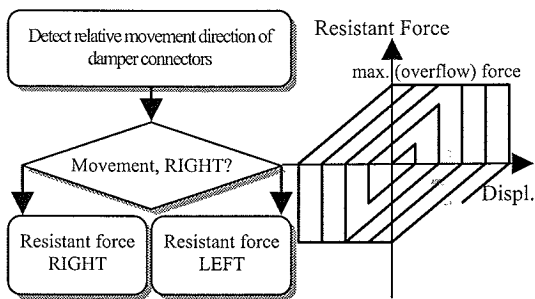 Detect relative movement direction of
damper connectors
Movement, RIGHT?
Resistant force
RIGHT
Resistant force
LEFT
Resistant Force
max. (overflow) force
Displ.